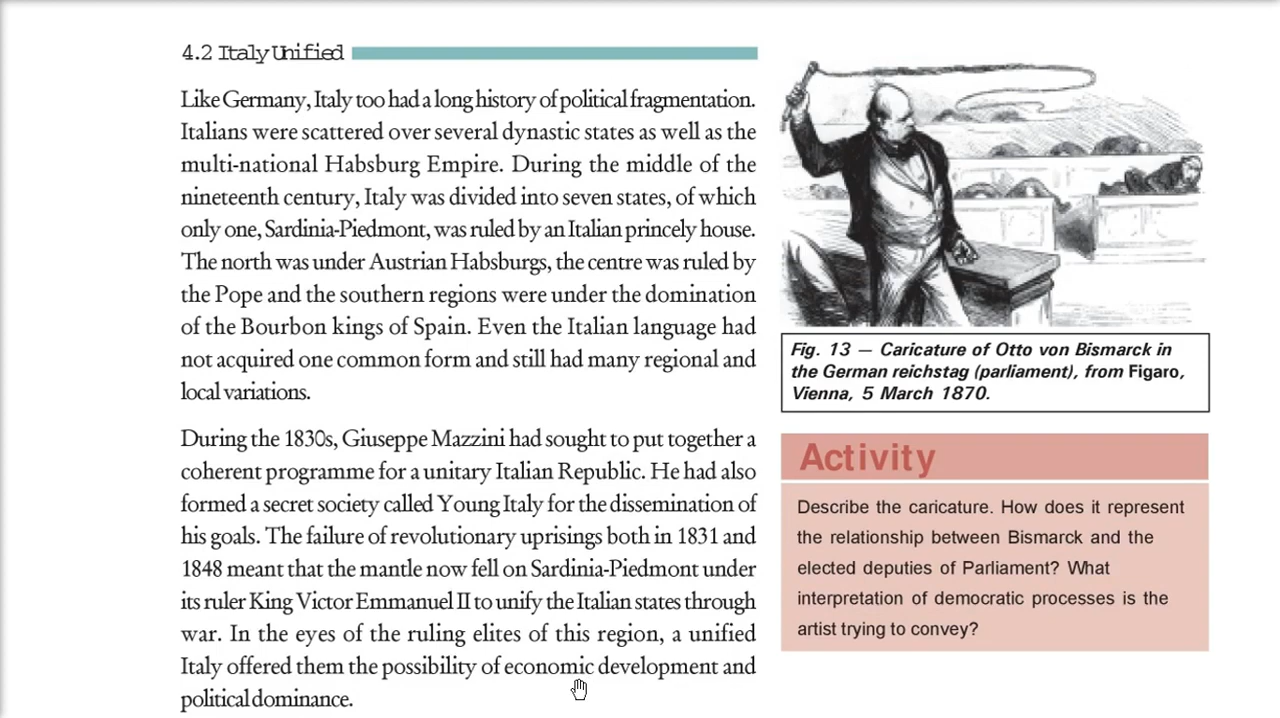 4.2 Italy Unified
Like Germany, Italy too had a long history of political fragmentation.
Italians were scattered over several dynastic states as well as the
multi-national Habsburg Empire. During the middle of the
nineteenth century, Italy was divided into seven states, of which
only one, Sardinia-Piedmont, was ruled by an Italian princely house.
The north was under Austrian Habsburgs, the centre was ruled by
the Pope and the southern regions were under the domination
of the Bourbon kings of Spain. Even the Italian language had
not acquired one common form and still had many regional and
local variations.
During the 1830s, Giuseppe Mazzini had sought to put together a
coherent programme for a unitary Italian Republic. He had also
formed a secret society called Young Italy for the dissemination of
his goals. The failure of revolutionary uprisings both in 1831 and
1848 meant that the mantle now fell on Sardinia-Piedmont under
its ruler King Victor Emmanuel II to unify the Italian states through
war. In the eyes of the ruling elites of this region, a unified
Italy offered them the possibility of economic development and
political dominance.
Fig. 13 — Caricature of Otto von Bismarck in
the German reichstag (parliament), from Figaro,
Vienna, 5 March 1870.
Activity
Describe the caricature. How does it represent
the relationship between Bismarck and the
elected deputies of Parliament? What
interpretation of democratic processes is the
artist trying to convey?